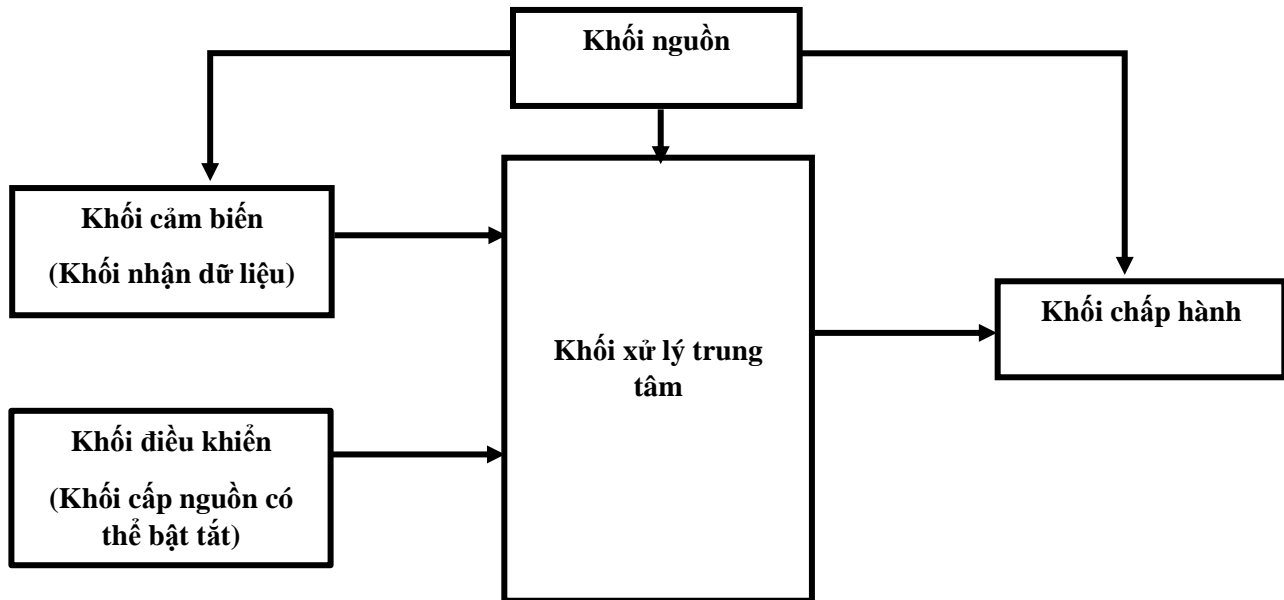 Khối nguồn
Khối cảm biến
(Khối nhận dữ liệu)
Khối chấp hành
Khối xử lý trung
tâm
Khối điều khiển
(Khối cấp nguồn có
thể bật tắt)